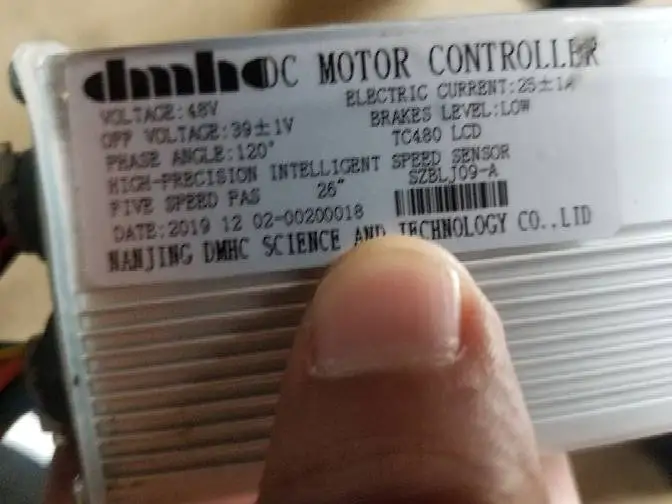 dmhc DC MOTOR CONTROLLER
VOLTAGE:48V ELECTRIC CURRENT:25±1A
OFF VOLTAGE:39±1V BRAKES LEVEL:LOW
PHASE ANGLE:120° TC480 LCD
HIGH-PRECISION INTELLIGENT SPEED SENSOR
FIVE SPEED PAS 26" SZBLJ09-A
DATE:2019 12 02-00200018
NANJING DMHC SCIENCE AND TECHNOLOGY CO.,LTD